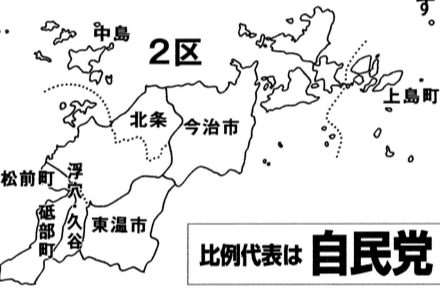 す。
中島
2区
上島町
北条
今治市
松前町
浮穴・久谷
砥部町
東温市
比例代表は 自民党